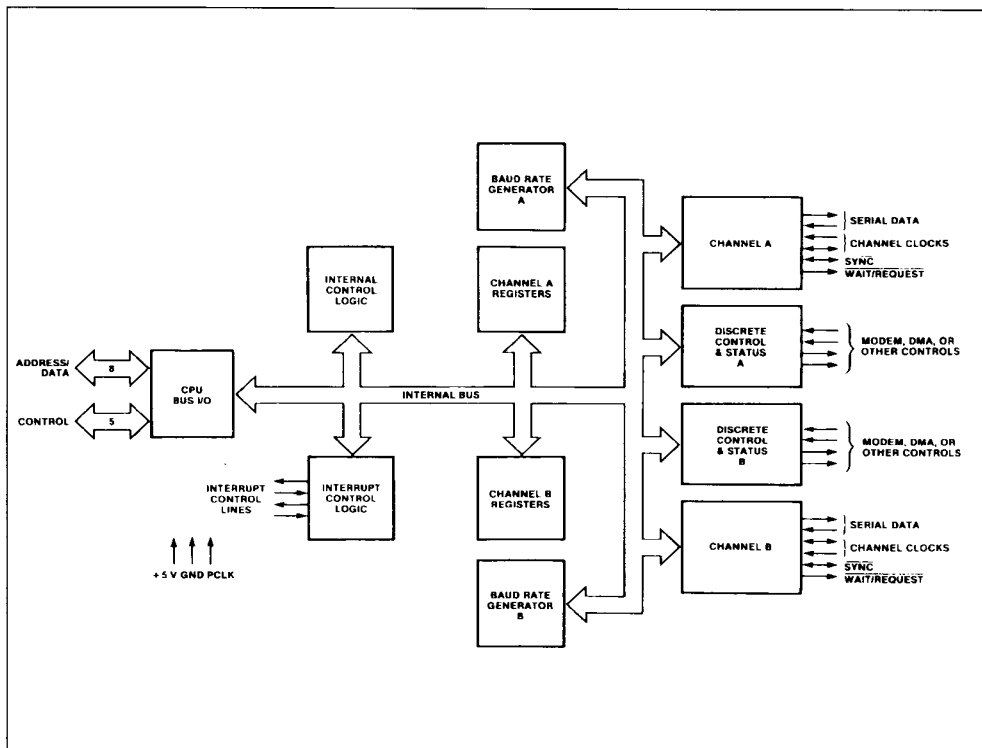 BAUD RATE
GENERATOR
A
CHANNEL A
SERIAL DATA
CHANNEL CLOCKS
SYNC
WAIT/REQUEST
INTERNAL
CONTROL
LOGIC
CHANNEL A
REGISTERS
DISCRETE
CONTROL
& STATUS
A
MODEM, DMA, OR
OTHER CONTROLS
ADDRESS/
DATA
8
CPU
BUS I/O
INTERNAL BUS
CONTROL
5
DISCRETE
CONTROL
& STATUS
B
MODEM, DMA, OR
OTHER CONTROLS
INTERRUPT
CONTROL
LINES
INTERRUPT
CONTROL
LOGIC
CHANNEL B
REGISTERS
CHANNEL B
SERIAL DATA
CHANNEL CLOCKS
SYNC
WAIT/REQUEST
+ 5 V GND PCLK
BAUD RATE
GENERATOR
B